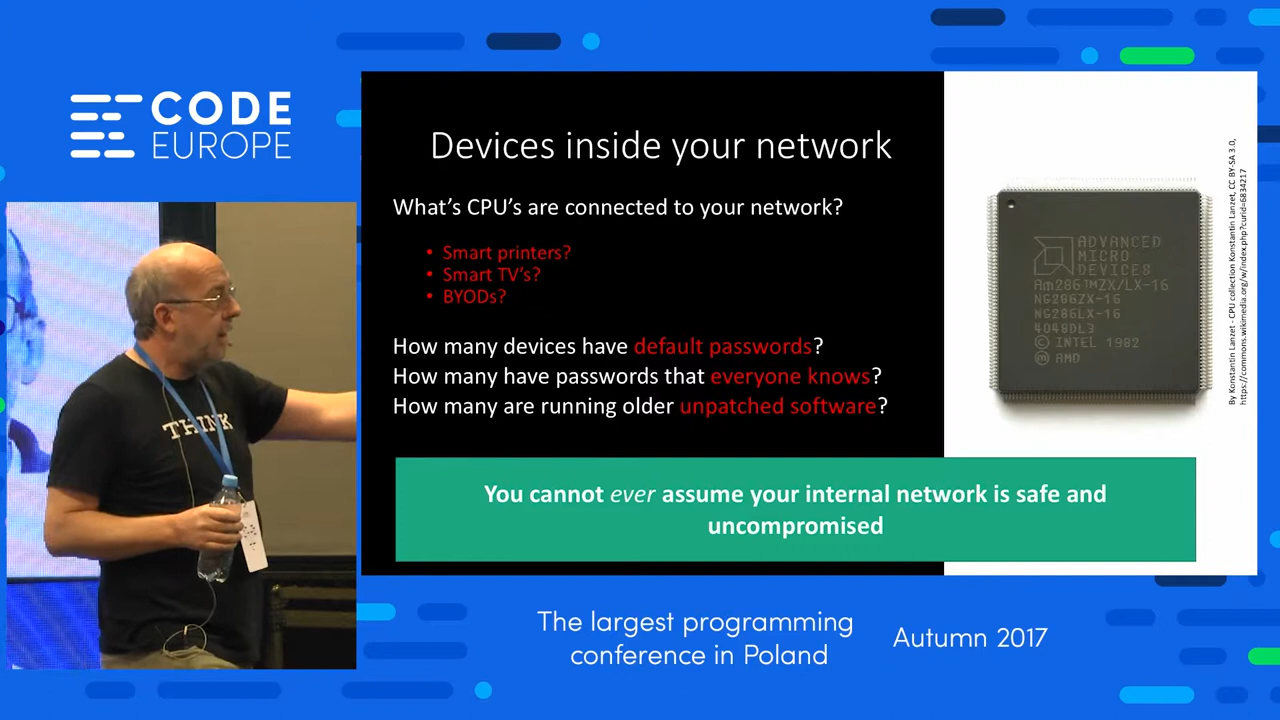 CODE
EUROPE
Devices inside your network
What's CPU's are connected to your network?
• Smart printers?
• Smart TV's?
• BYODs?
How many devices have default passwords?
How many have passwords that everyone knows?
How many are running older unpatched software?
You cannot ever assume your internal network is safe and
uncompromised
ADVANCED
MICRO
DEVICES
Am286™ZX/LX-16
NG286ZX-16
NG286LX-16
4048DL3
© INTEL 1982
Ⓜ AMD
By Konstantin Lanzet - CPU collection Konstantin Lanzet, CC BY-SA 3.0,
https://commons.wikimedia.org/w/index.php?curid=6834217
THINK
The largest programming
conference in Poland
Autumn 2017